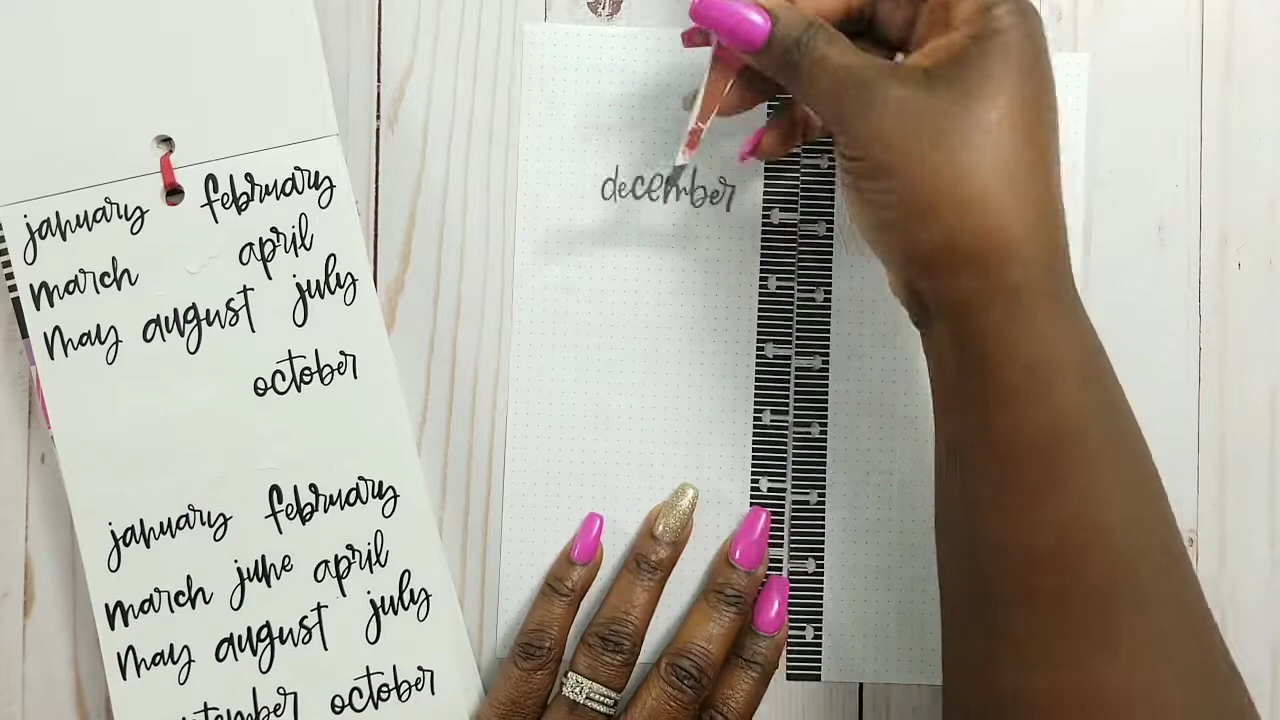 january february
march april
may august july
october
january february
march june april
may august july
october
december